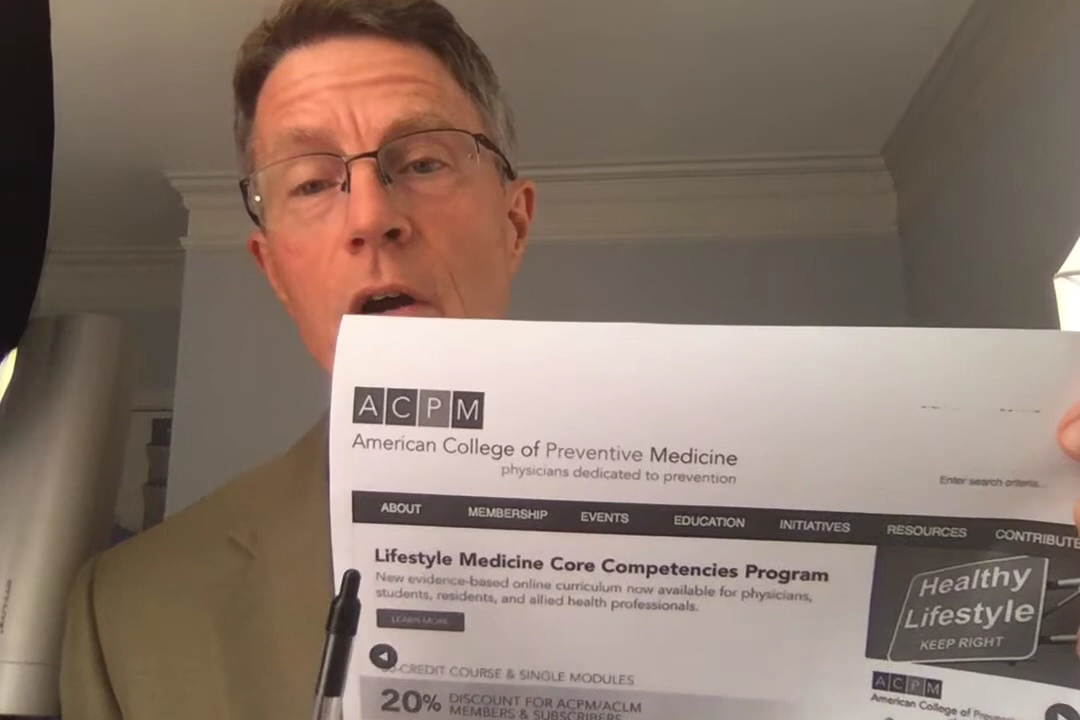 ACPM
American College of Preventive Medicine
physicians dedicated to prevention
Enter search criteria...
ABOUT MEMBERSHIP EVENTS EDUCATION INITIATIVES RESOURCES CONTRIBUTE
Lifestyle Medicine Core Competencies Program
New evidence-based online curriculum now available for physicians,
students, residents, and allied health professionals.
LEARN MORE
Healthy
Lifestyle
KEEP RIGHT
-CREDIT COURSE & SINGLE MODULES
20% DISCOUNT FOR ACPM/ACLM
MEMBERS & SUBSCRIBERS
ACPM
American College of